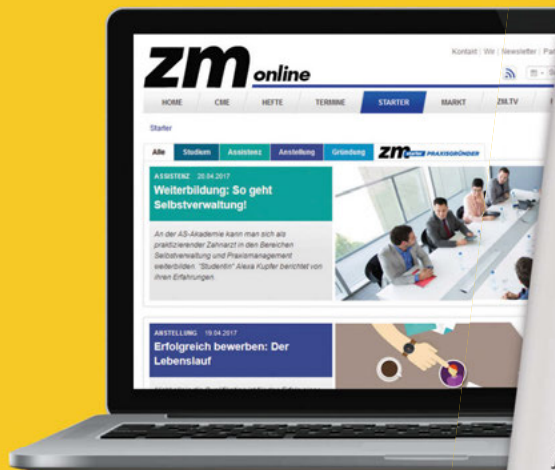 zm online
Kontakt | Wir | Newsletter |
HOME CME HEFTE TERMINE STARTER MARKT ZM.TV
Starter
Alle Studium Assistenz Anstellung Gründung zm starter PRAXISGRÜNDER
ASSISTENZ 20.04.2017
Weiterbildung: So geht
Selbstverwaltung!
An der AS-Akademie kann man sich als
praktizierender Zahnarzt in den Bereichen
Selbstverwaltung und Praxismanagement
weiterbilden. "Studentin" Alexa Kupfer berichtet von
ihren Erfahrungen.
ANSTELLUNG 19.04.2017
Erfolgreich bewerben: Der
Lebenslauf